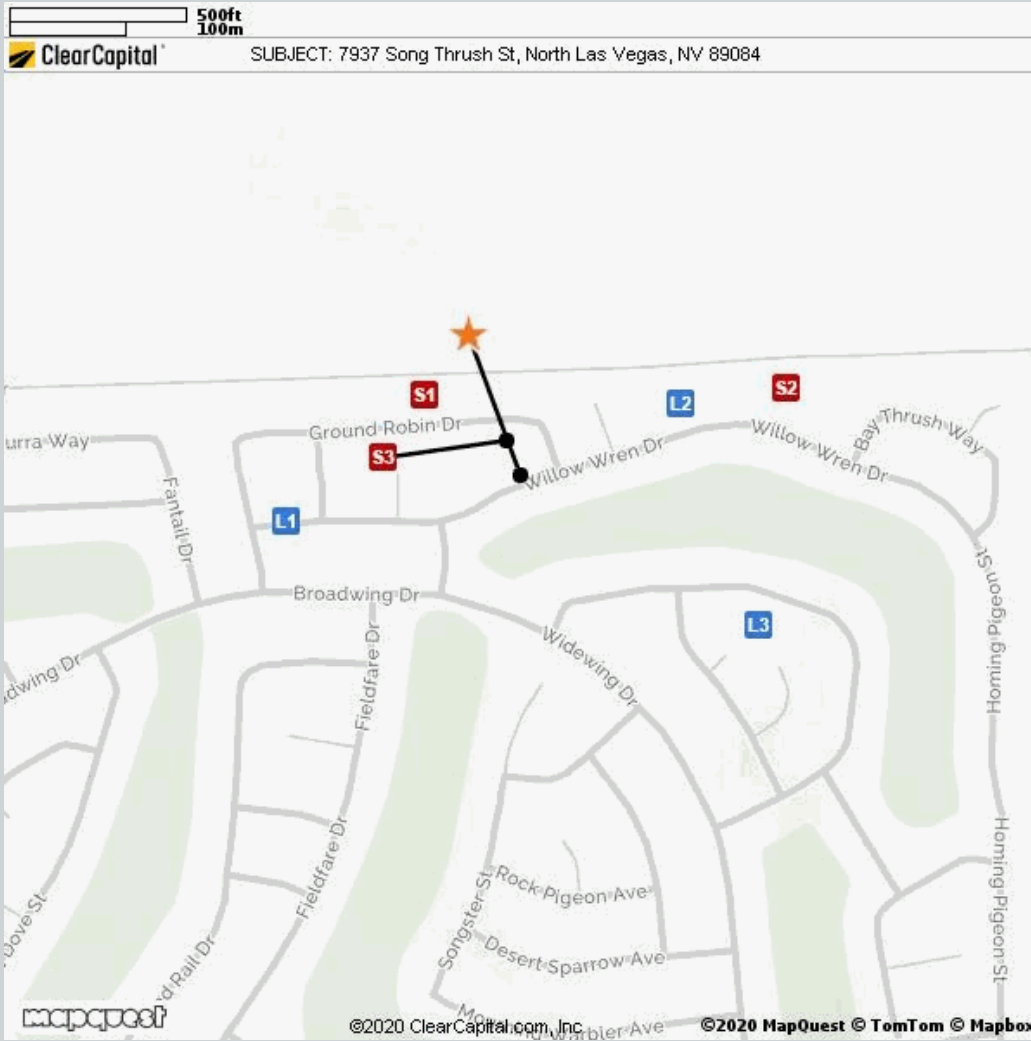 500ft
100m
ClearCapital
SUBJECT: 7937 Song Thrush St, North Las Vegas, NV 89084
S1
L2
S2
Ground Robin Dr
urra Way
S3
Bay Thrush Way
Willow Wren Dr
Willow Wren Dr
Fantail Dr
L1
Homing Pigeon St
Broadwing Dr
L3
Fieldfare Dr
Widewing Dr
adwing Dr
Homing Pigeon St
Fieldfare Dr
Rock Pigeon Ave
Songster St
Dove St
Desert Sparrow Ave
d Rail Dr
Warbler Ave
mapquest
©2020 ClearCapital.com, Inc
©2020 MapQuest © TomTom © Mapbox